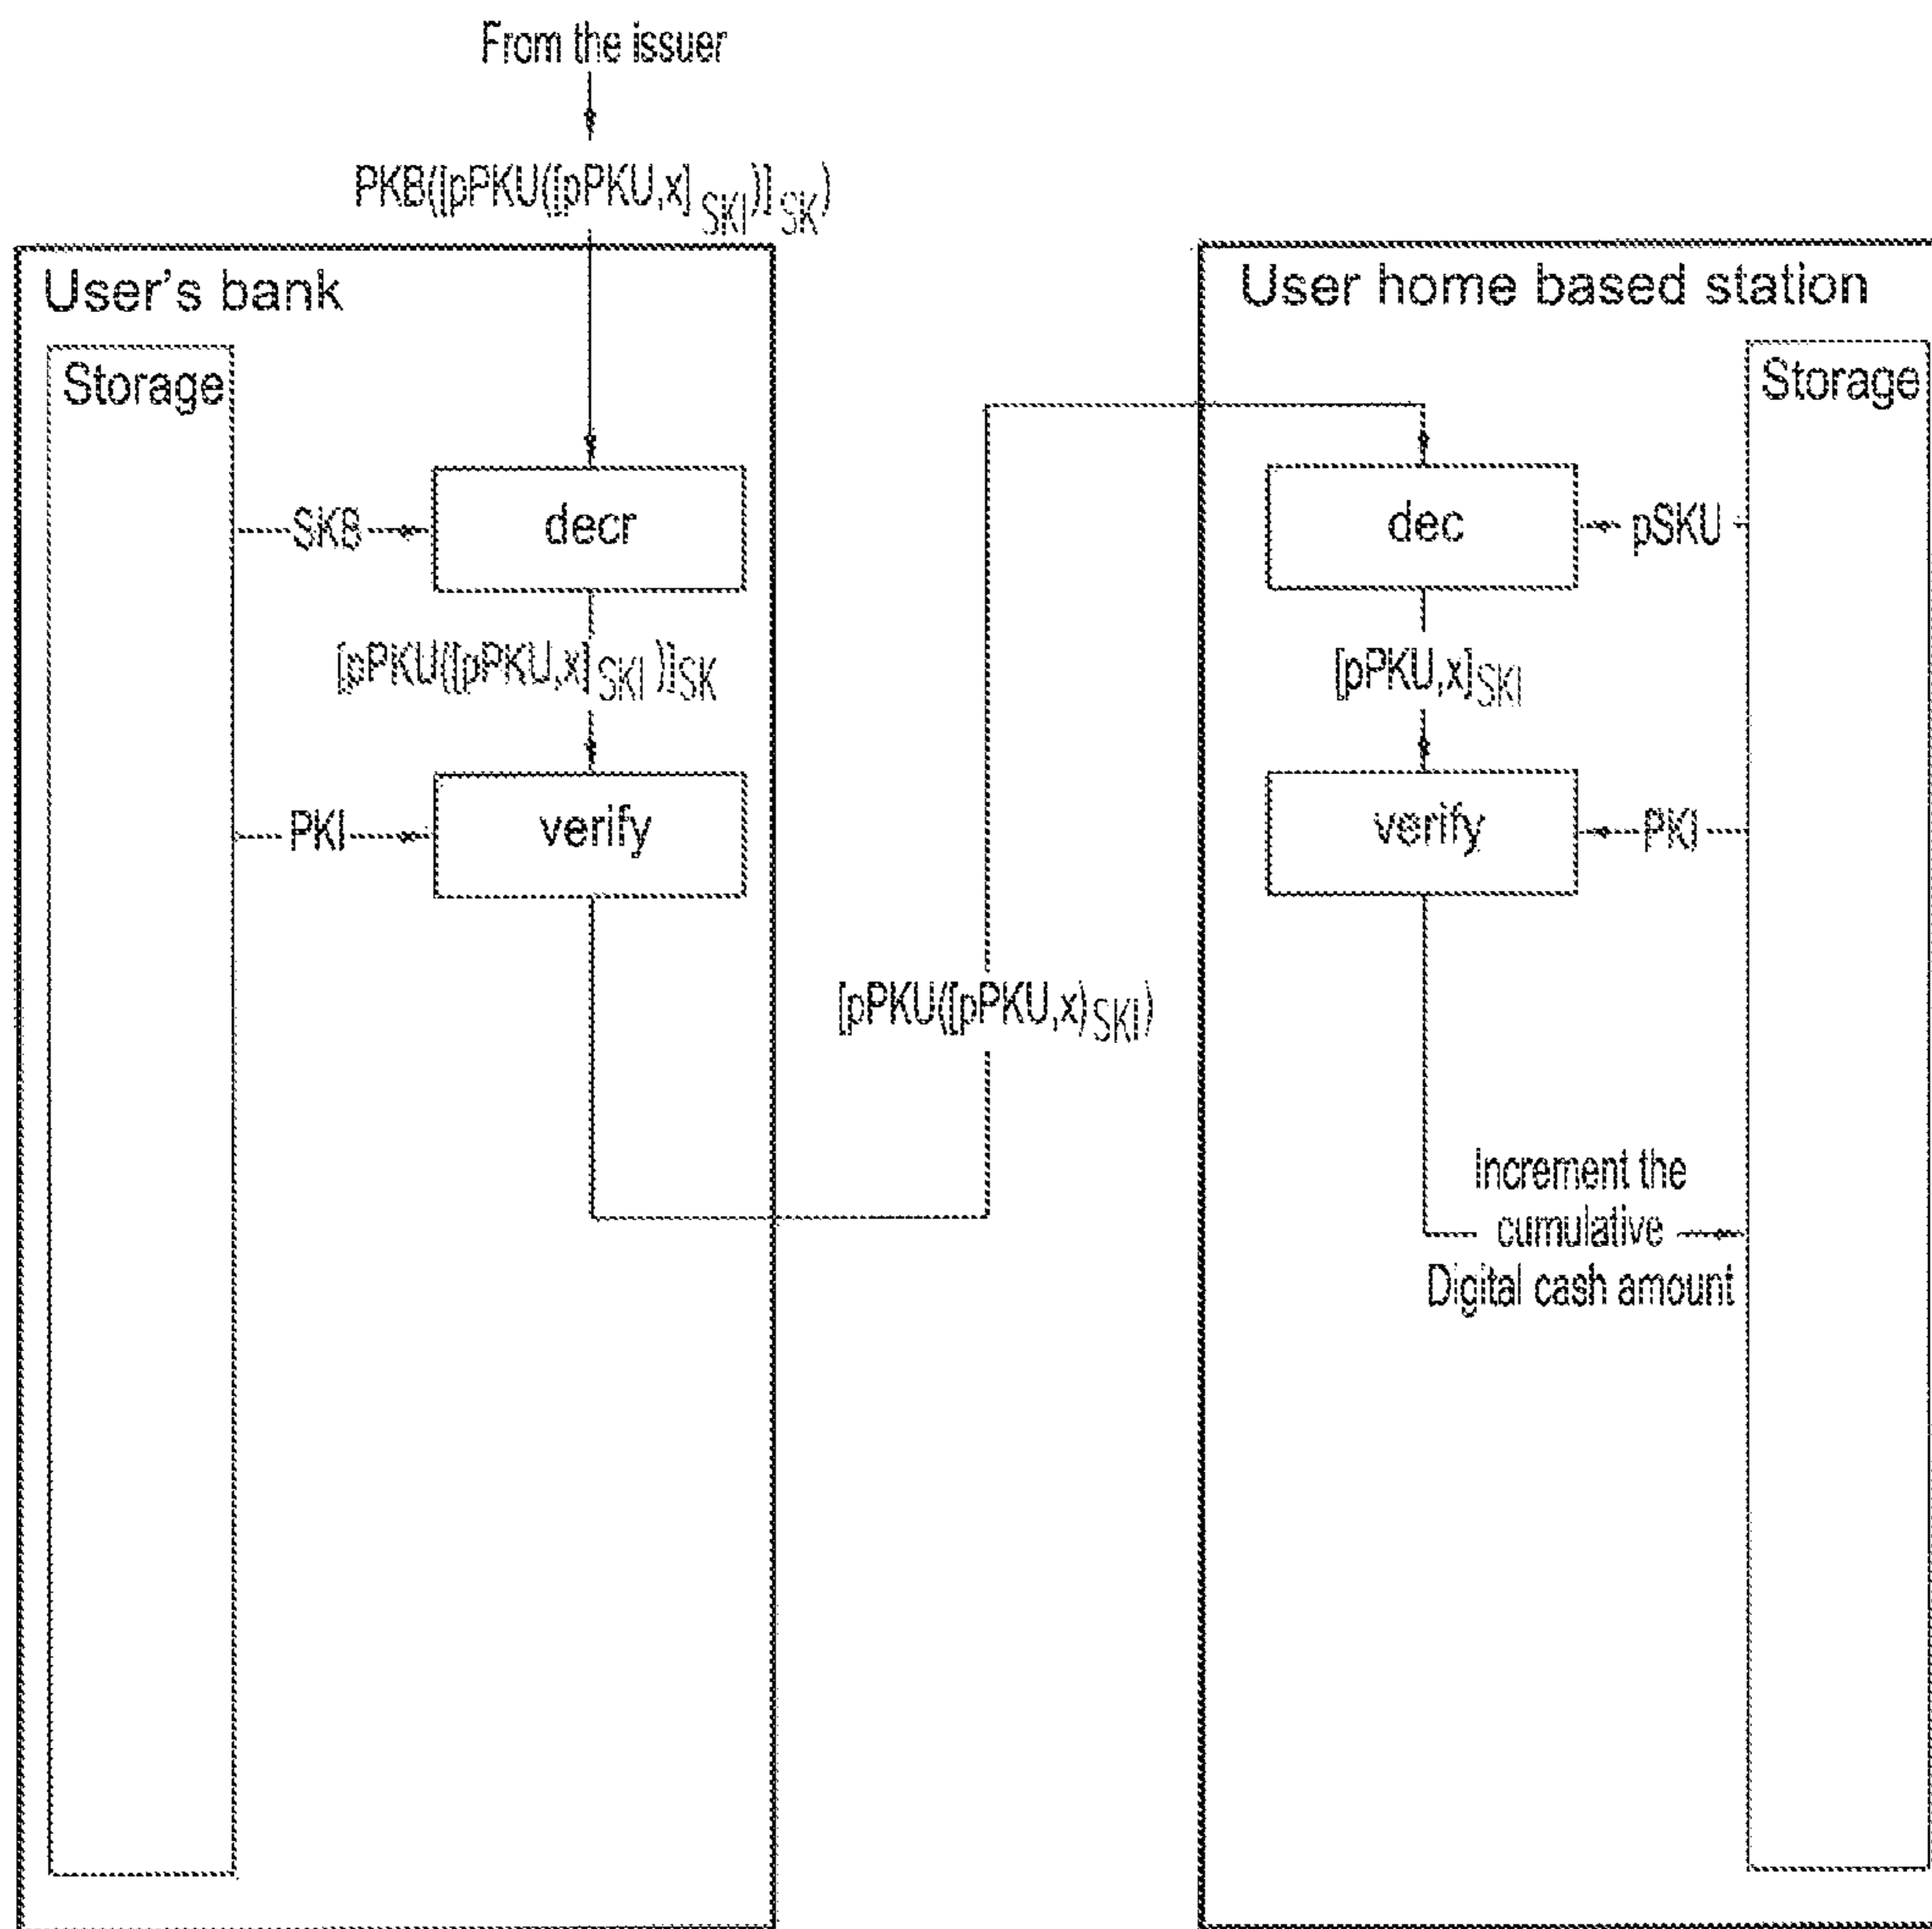 From the issuer
PKB([pPKU([pPKU,x]SKI)]SK)
User's bank
Storage
SKB
decr
[pPKU([pPKU,x]SKI)]SK
PKI
verify
[pPKU([pPKU,x)SKI)
User home based station
Storage
dec
pSKU
[pPKU,x]SKI
verify
PKI
Increment the
cumulative
Digital cash amount